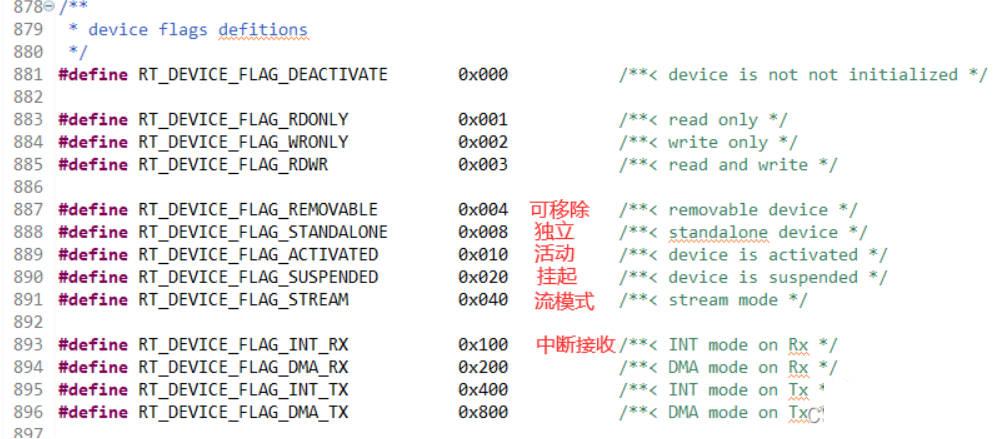 878 /**
879 * device flags defitions
880 */
881 #define RT_DEVICE_FLAG_DEACTIVATE 0x000 /**< device is not not initialized */
882
883 #define RT_DEVICE_FLAG_RDONLY 0x001 /**< read only */
884 #define RT_DEVICE_FLAG_WRONLY 0x002 /**< write only */
885 #define RT_DEVICE_FLAG_RDWR 0x003 /**< read and write */
886
887 #define RT_DEVICE_FLAG_REMOVABLE 0x004 可移除 /**< removable device */
888 #define RT_DEVICE_FLAG_STANDALONE 0x008 独立 /**< standalone device */
889 #define RT_DEVICE_FLAG_ACTIVATED 0x010 活动 /**< device is activated */
890 #define RT_DEVICE_FLAG_SUSPENDED 0x020 挂起 /**< device is suspended */
891 #define RT_DEVICE_FLAG_STREAM 0x040 流模式 /**< stream mode */
892
893 #define RT_DEVICE_FLAG_INT_RX 0x100 中断接收 /**< INT mode on Rx */
894 #define RT_DEVICE_FLAG_DMA_RX 0x200 /**< DMA mode on Rx */
895 #define RT_DEVICE_FLAG_INT_TX 0x400 /**< INT mode on Tx
896 #define RT_DEVICE_FLAG_DMA_TX 0x800 /**< DMA mode on Tx
897